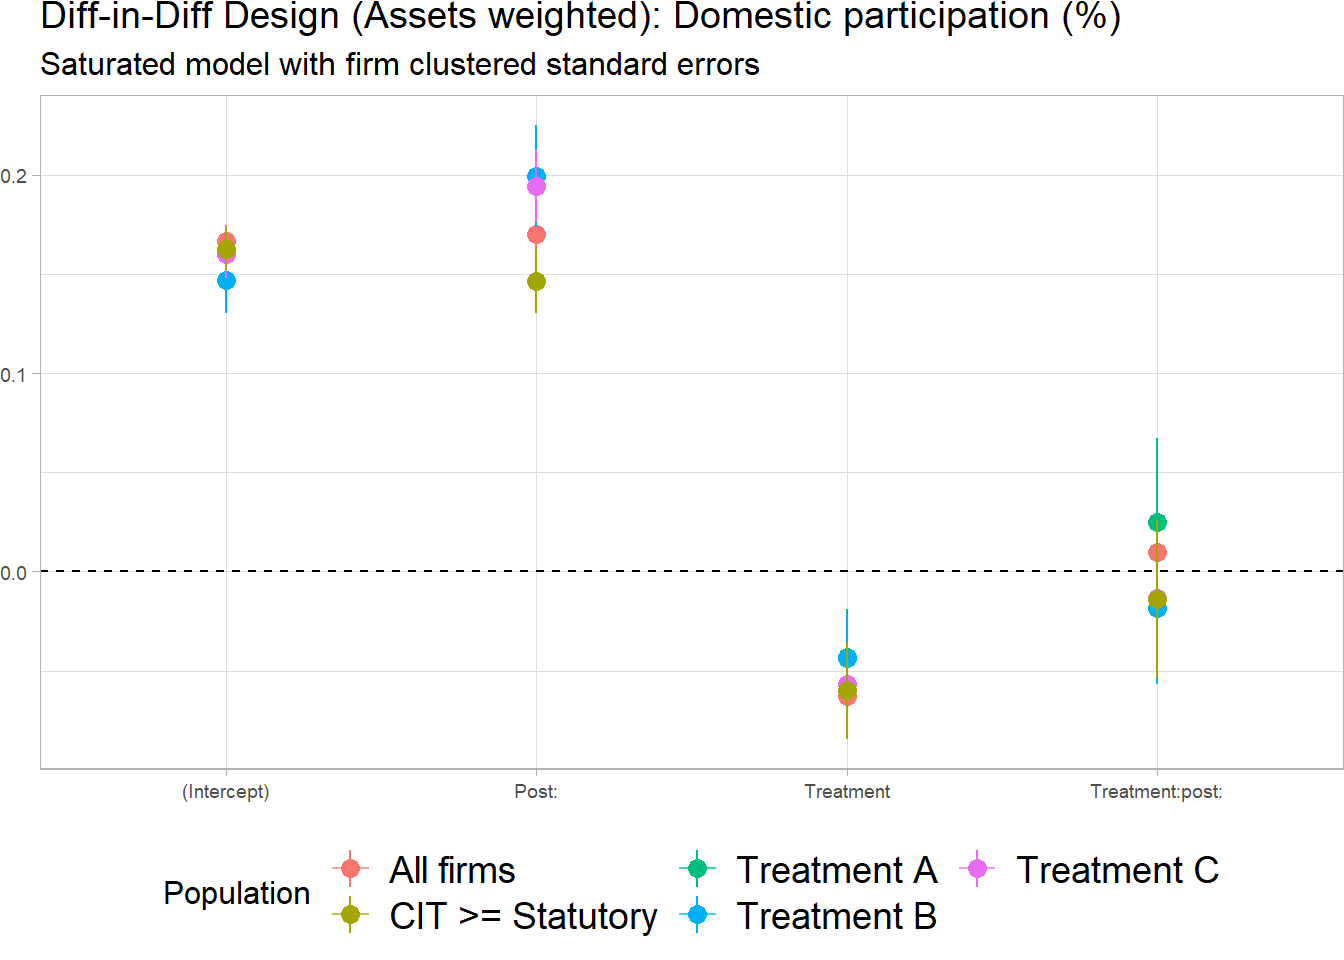 Diff-in-Diff Design (Assets weighted): Domestic participation (%)
Saturated model with firm clustered standard errors
0.2
0.1
0.0
(Intercept)
Post:
Treatment
Treatment:post:
Population
All firms
Treatment A
Treatment C
CIT >= Statutory
Treatment B